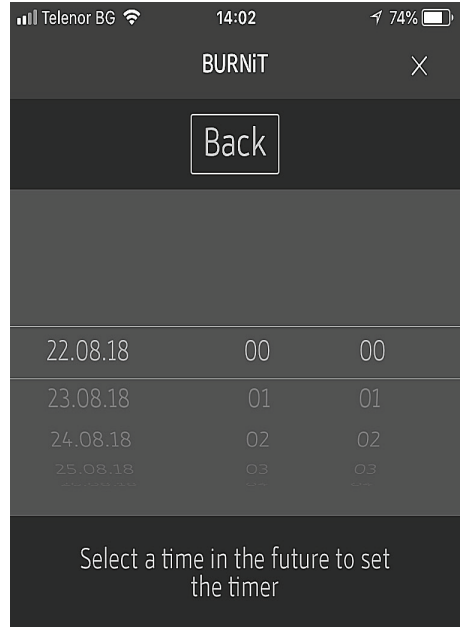 Telenor BG 14:02 74%
BURNiT X
Back
22.08.18 00 00
23.08.18 01 01
24.08.18 02 02
25.08.18 03 03
Select a time in the future to set
the timer